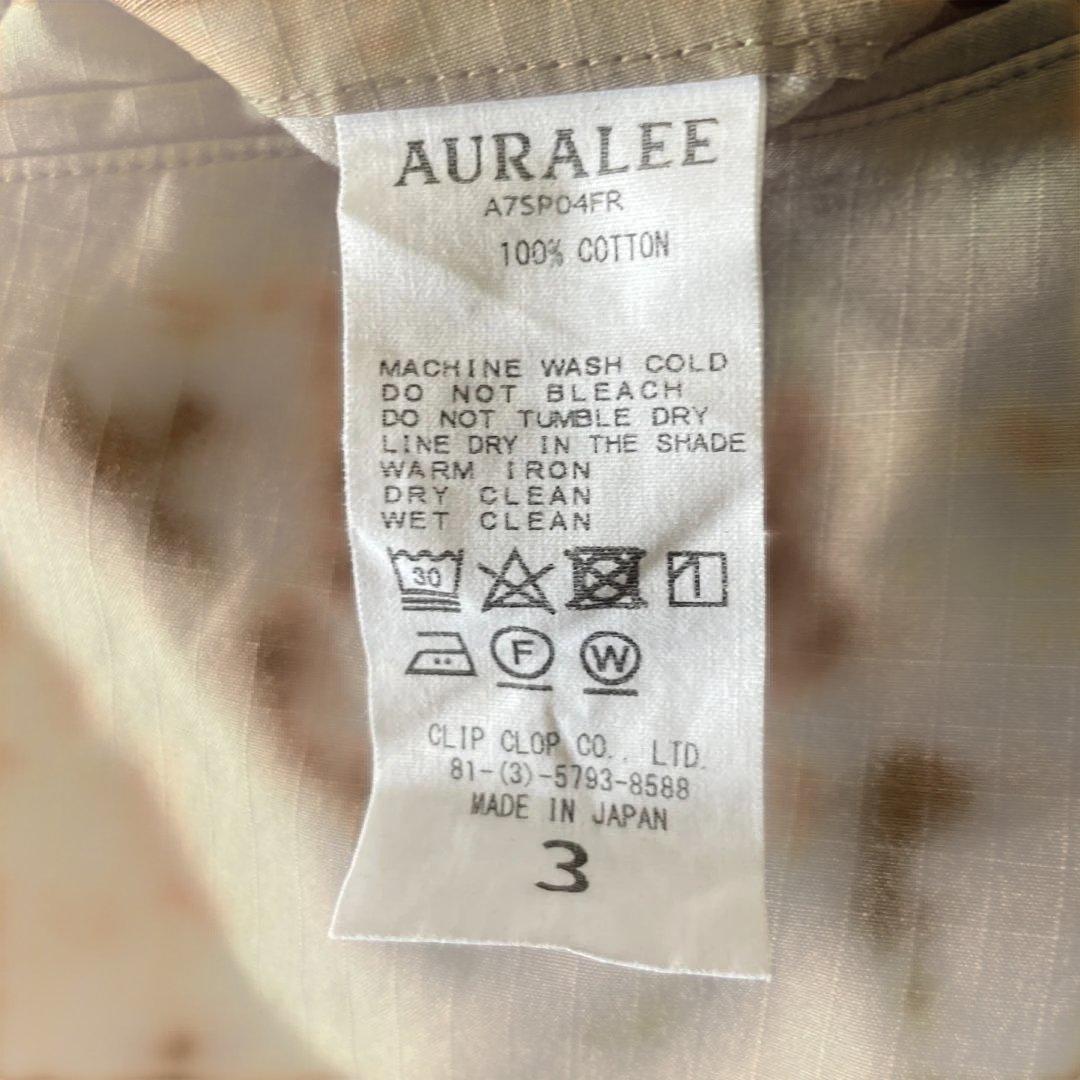 AURALEE
A7SP04FR
100% COTTON
MACHINE WASH COLD
DO NOT BLEACH
DO NOT TUMBLE DRY
LINE DRY IN THE SHADE
WARM IRON
DRY CLEAN
WET CLEAN
30
F W
CLIP CLOP CO., LTD.
81-(3)-5793-8588
MADE IN JAPAN
3